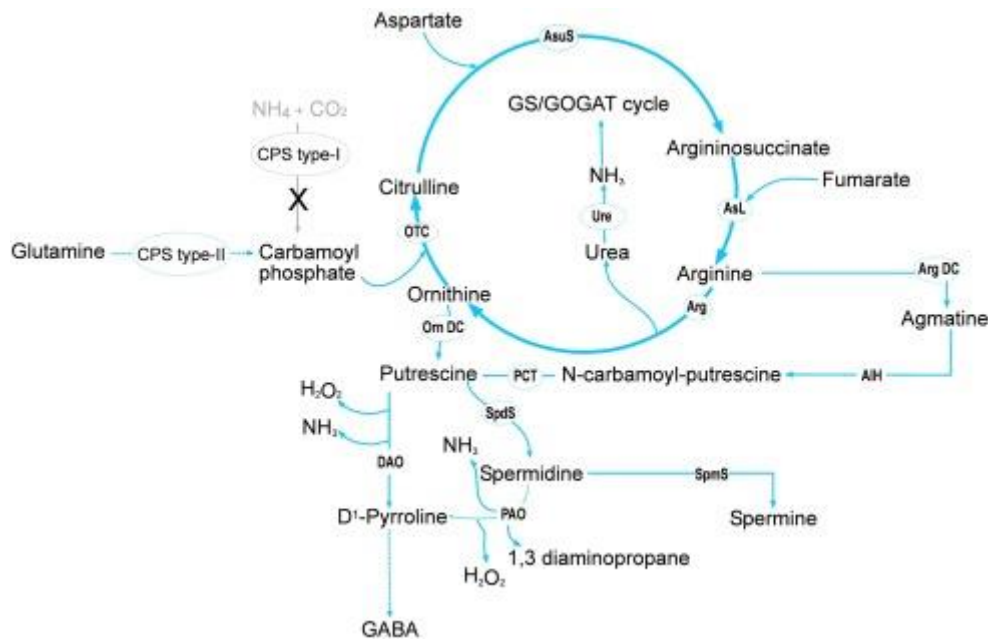 Aspartate
AsuS
GS/GOGAT cycle
NH₄ + CO₂
CPS type-I
X
Argininosuccinate
NH₃
Fumarate
Citrulline
AsL
Ure
OTC
Glutamine
CPS type-II
Carbamoyl
phosphate
Urea
Arginine
Arg DC
Ornithine
Arg
Agmatine
Orn DC
Putrescine
PCT
N-carbamoyl-putrescine
AIH
H₂O₂
SpdS
NH₃
NH₃
DAO
Spermidine
SpmS
D¹-Pyrroline
PAO
Spermine
1,3 diaminopropane
H₂O₂
GABA